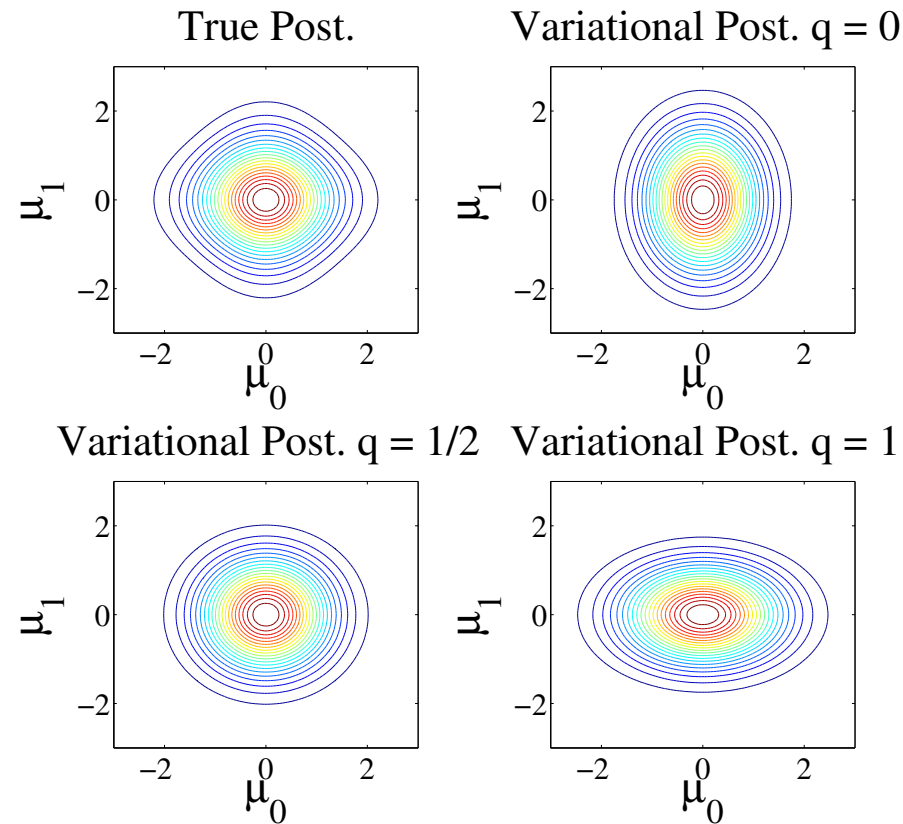 True Post.
Variational Post. q = 0
2
0
−2
μ1
−2 0 2
μ0
2
0
−2
μ1
−2 0 2
μ0
Variational Post. q = 1/2
Variational Post. q = 1
2
0
−2
μ1
−2 0 2
μ0
2
0
−2
μ1
−2 0 2
μ0